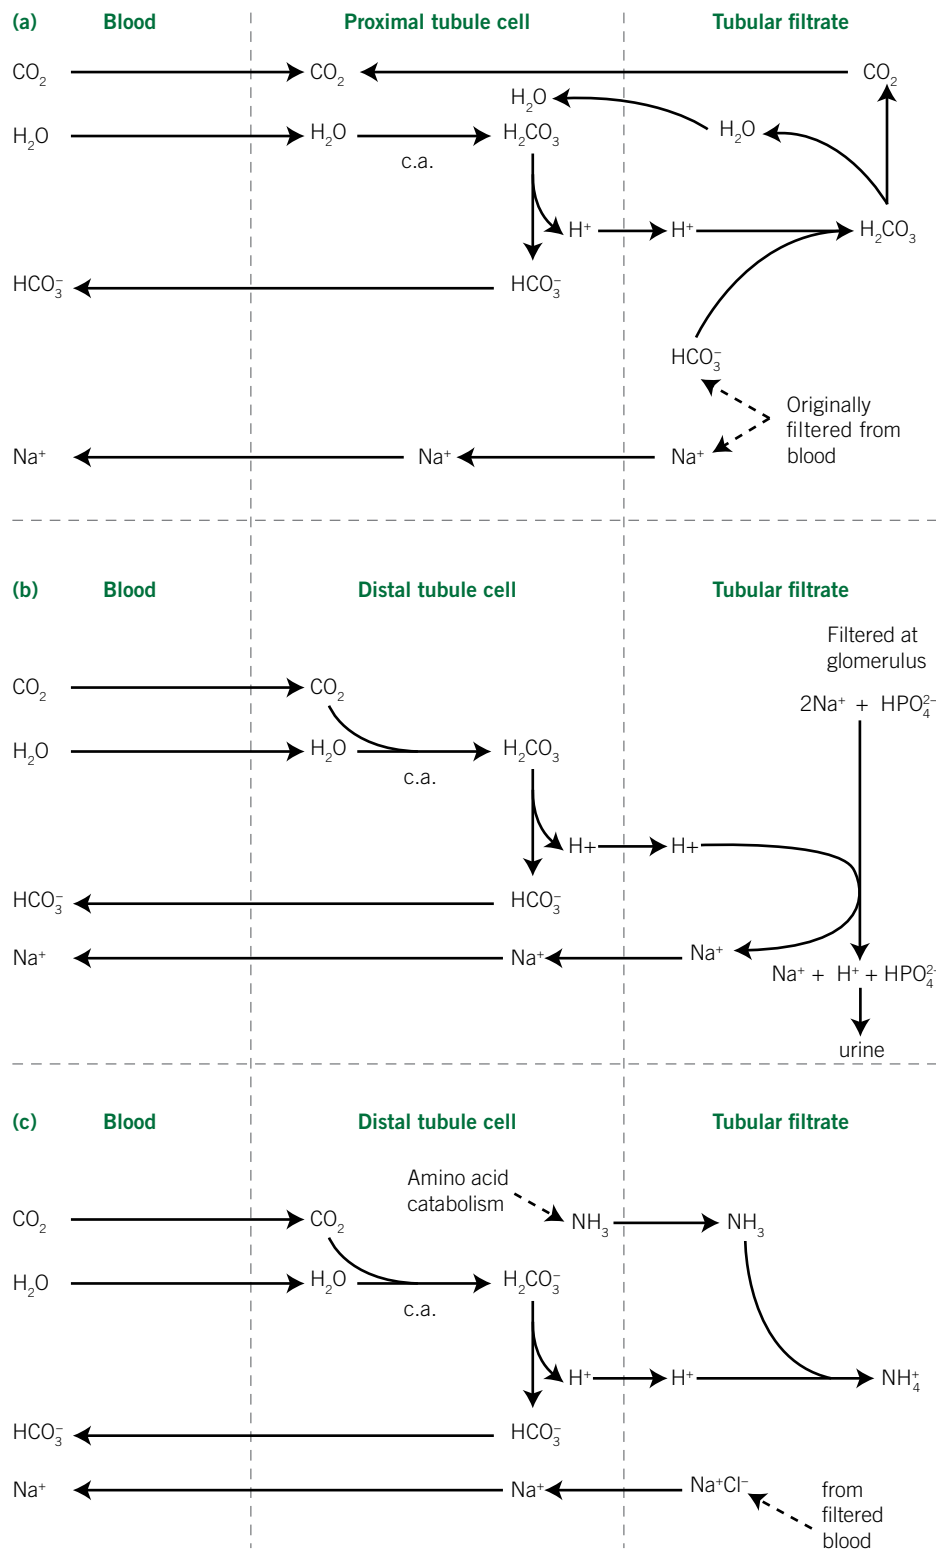 (a) Blood Proximal tubule cell Tubular filtrate
CO₂ CO₂ CO₂
H₂O
H₂O H₂O H₂CO₃ H₂O
c.a.
H⁺ H⁺ H₂CO₃
HCO₃⁻ HCO₃⁻
HCO₃⁻
Originally
filtered from
blood
Na⁺ Na⁺ Na⁺
(b) Blood Distal tubule cell Tubular filtrate
Filtered at
glomerulus
CO₂ CO₂ 2Na⁺ + HPO₄²⁻
H₂O H₂O H₂CO₃
c.a.
H+ H+
HCO₃⁻ HCO₃⁻
Na⁺ Na⁺ Na⁺
Na⁺ + H⁺ + HPO₄²⁻
urine
(c) Blood Distal tubule cell Tubular filtrate
Amino acid
catabolism
CO₂ CO₂ NH₃ NH₃
H₂O H₂O H₂CO₃⁻
c.a.
H⁺ H⁺ NH₄⁺
HCO₃⁻ HCO₃⁻
Na⁺ Na⁺ Na⁺Cl⁻
from
filtered
blood